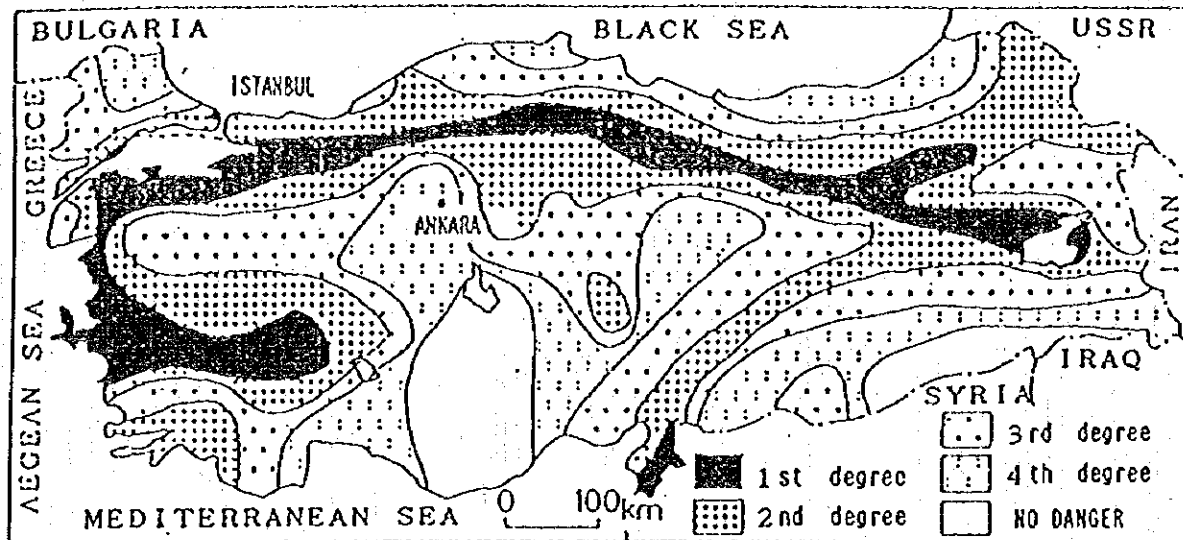 BULGARIA
BLACK SEA
USSR
ISTANBUL
GREECE
ANKARA
IRAN
AEGEAN SEA
IRAQ
SYRIA
3rd degree
1st degree
4th degree
MEDITERRANEAN SEA
0 100km
2nd degree
NO DANGER